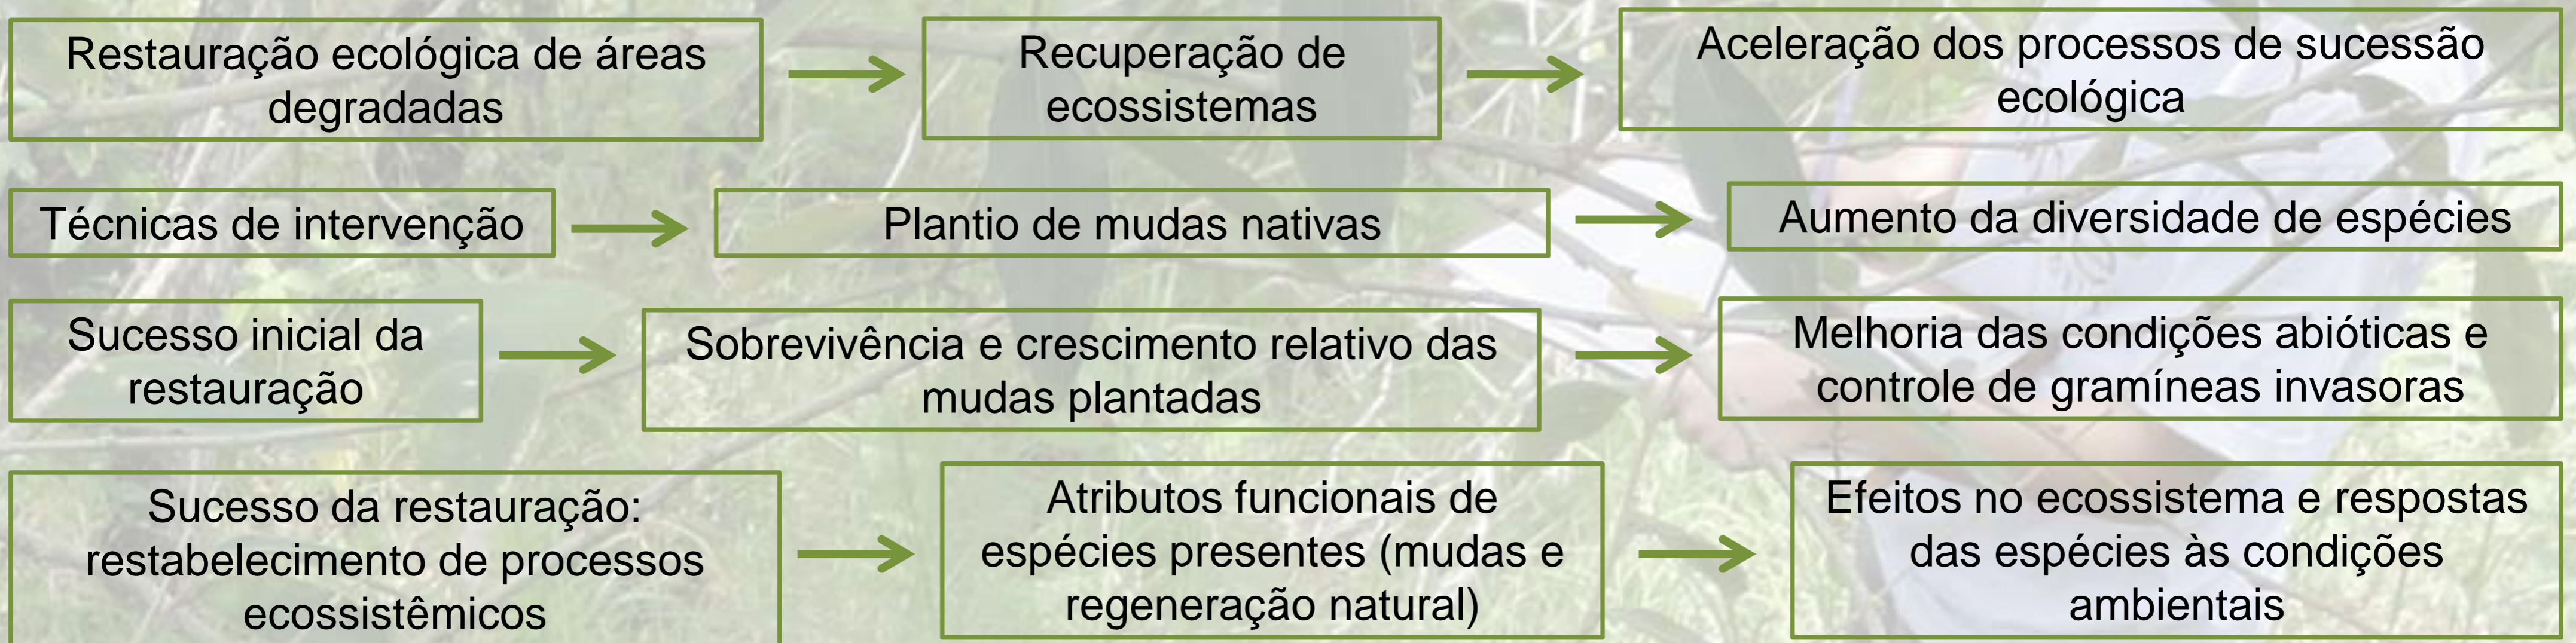 Restauração ecológica de áreas
degradadas
Recuperação de
ecossistemas
Aceleração dos processos de sucessão
ecológica
Técnicas de intervenção
Plantio de mudas nativas
Aumento da diversidade de espécies
Sucesso inicial da
restauração
Sobrevivência e crescimento relativo das
mudas plantadas
Melhoria das condições abióticas e
controle de gramíneas invasoras
Sucesso da restauração:
restabelecimento de processos
ecossistêmicos
Atributos funcionais de
espécies presentes (mudas e
regeneração natural)
Efeitos no ecossistema e respostas
das espécies às condições
ambientais